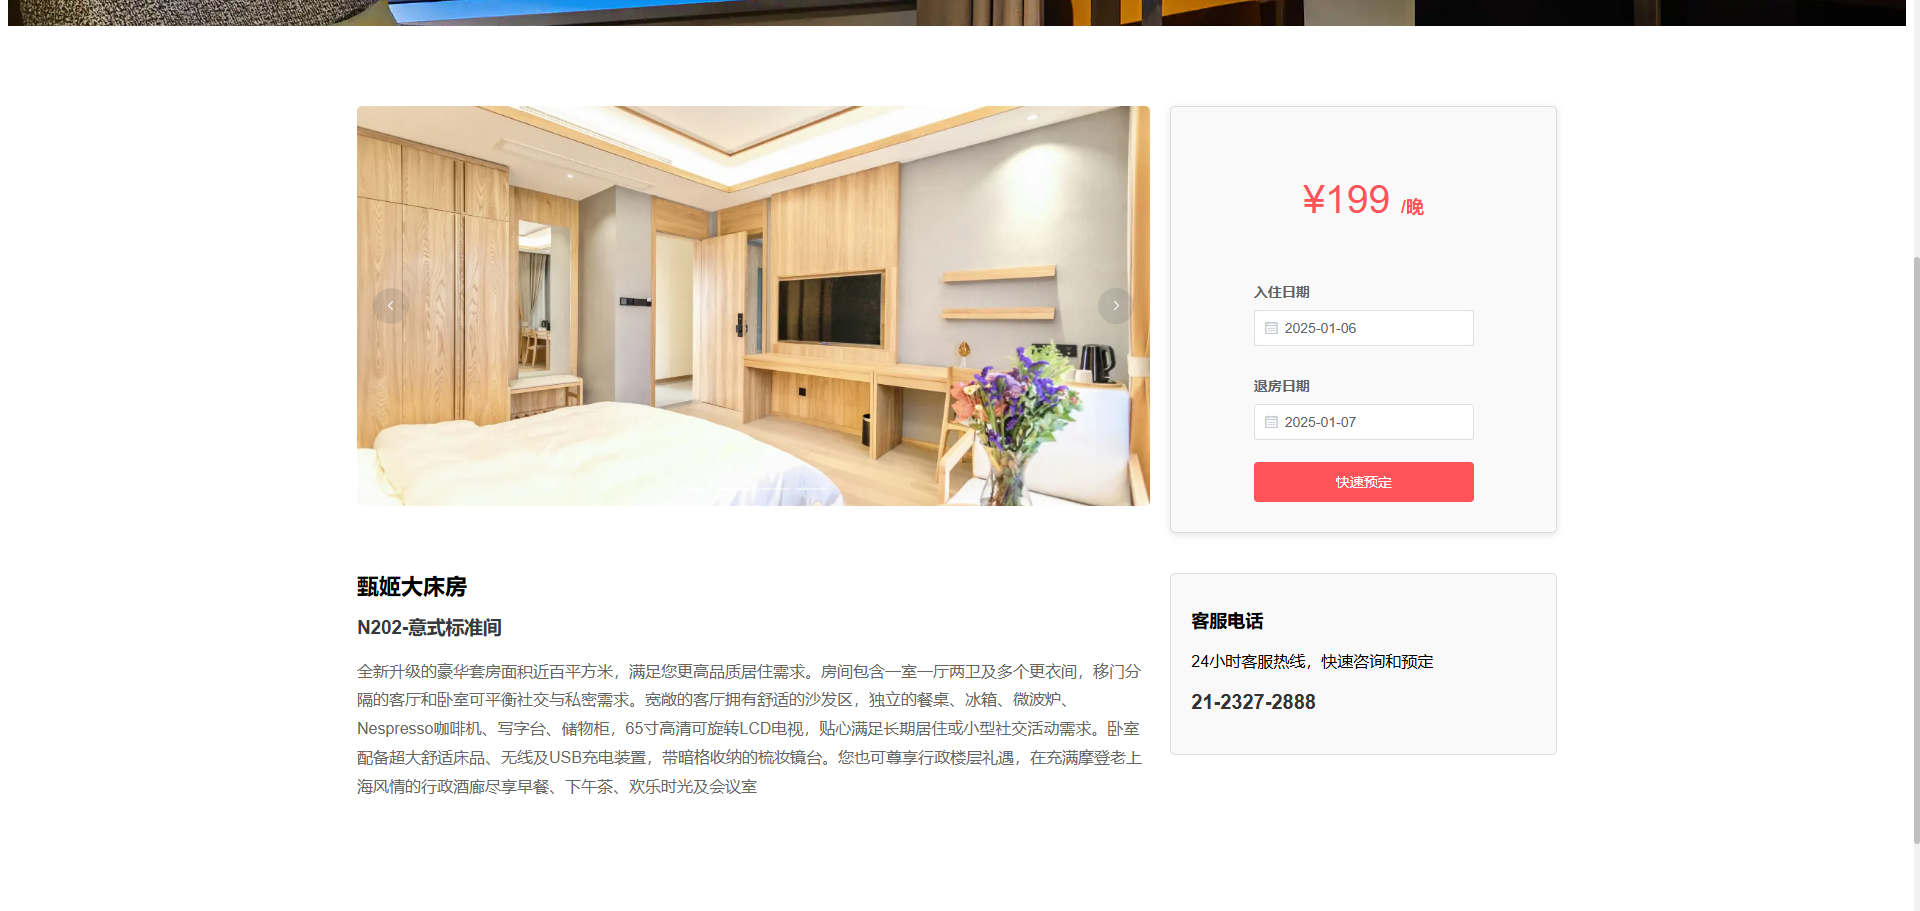 ¥199 /晚
入住日期
2025-01-06
退房日期
2025-01-07
快速预定
甄姬大床房
N202-意式标准间
全新升级的豪华套房面积近百平方米，满足您更高品质居住需求。房间包含一室一厅两卫及多个更衣间，移门分
隔的客厅和卧室可平衡社交与私密需求。宽敞的客厅拥有舒适的沙发区，独立的餐桌、冰箱、微波炉、
Nespresso咖啡机、写字台、储物柜，65寸高清可旋转LCD电视，贴心满足长期居住或小型社交活动需求。卧室
配备超大舒适床品、无线及USB充电装置，带暗格收纳的梳妆镜台。您也可尊享行政楼层礼遇，在充满摩登老上
海风情的行政酒廊尽享早餐、下午茶、欢乐时光及会议室
客服电话
24小时客服热线，快速咨询和预定
21-2327-2888